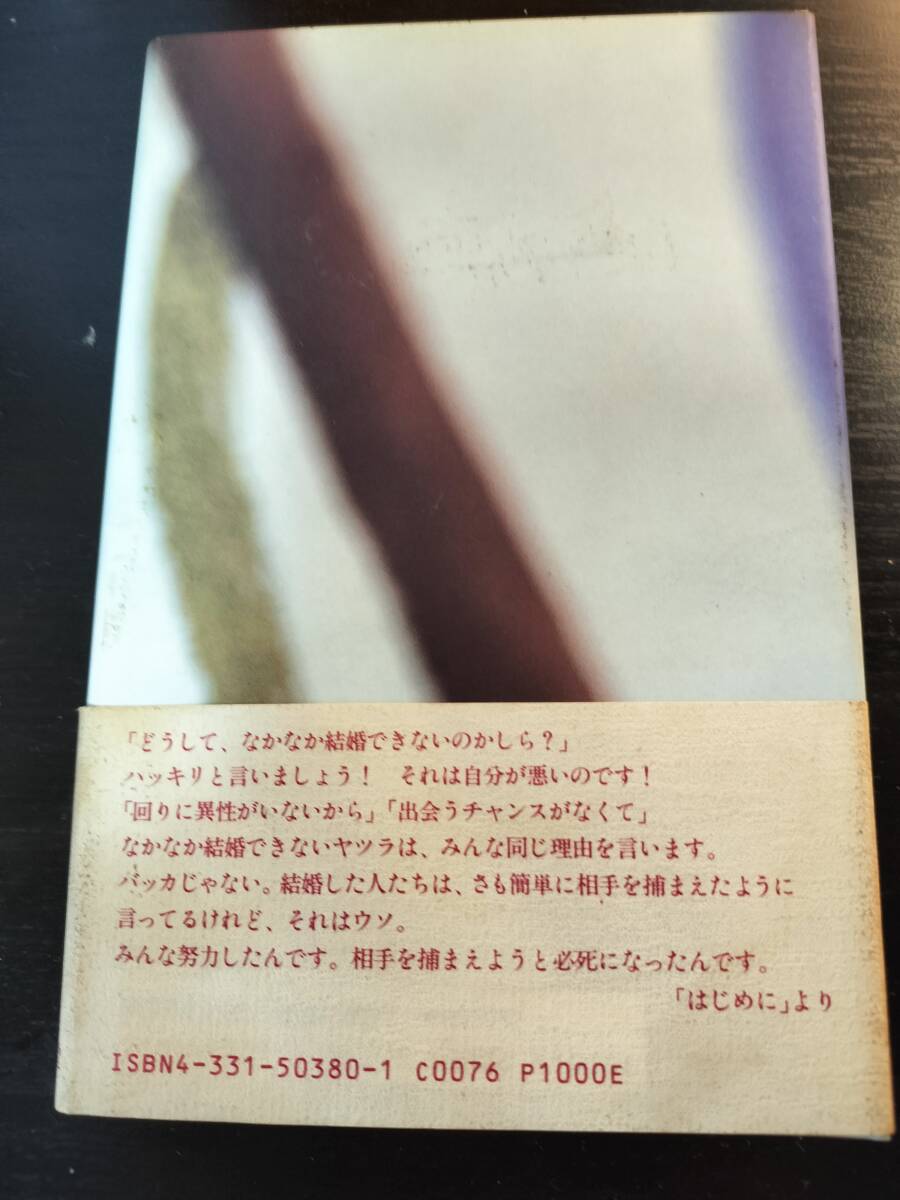 「どうして、なかなか結婚できないのかしら？」
ハッキリと言いましょう！　それは自分が悪いのです！
「回りに異性がいないから」「出会うチャンスがなくて」
なかなか結婚できないヤツラは、みんな同じ理由を言います。
バッカじゃない。結婚した人たちは、さも簡単に相手を捕まえたように
言ってるけれど、それはウソ。
みんな努力したんです。相手を捕まえようと必死になったんです。
「はじめに」より
ISBN4-331-50380-1 C0076 P1000E